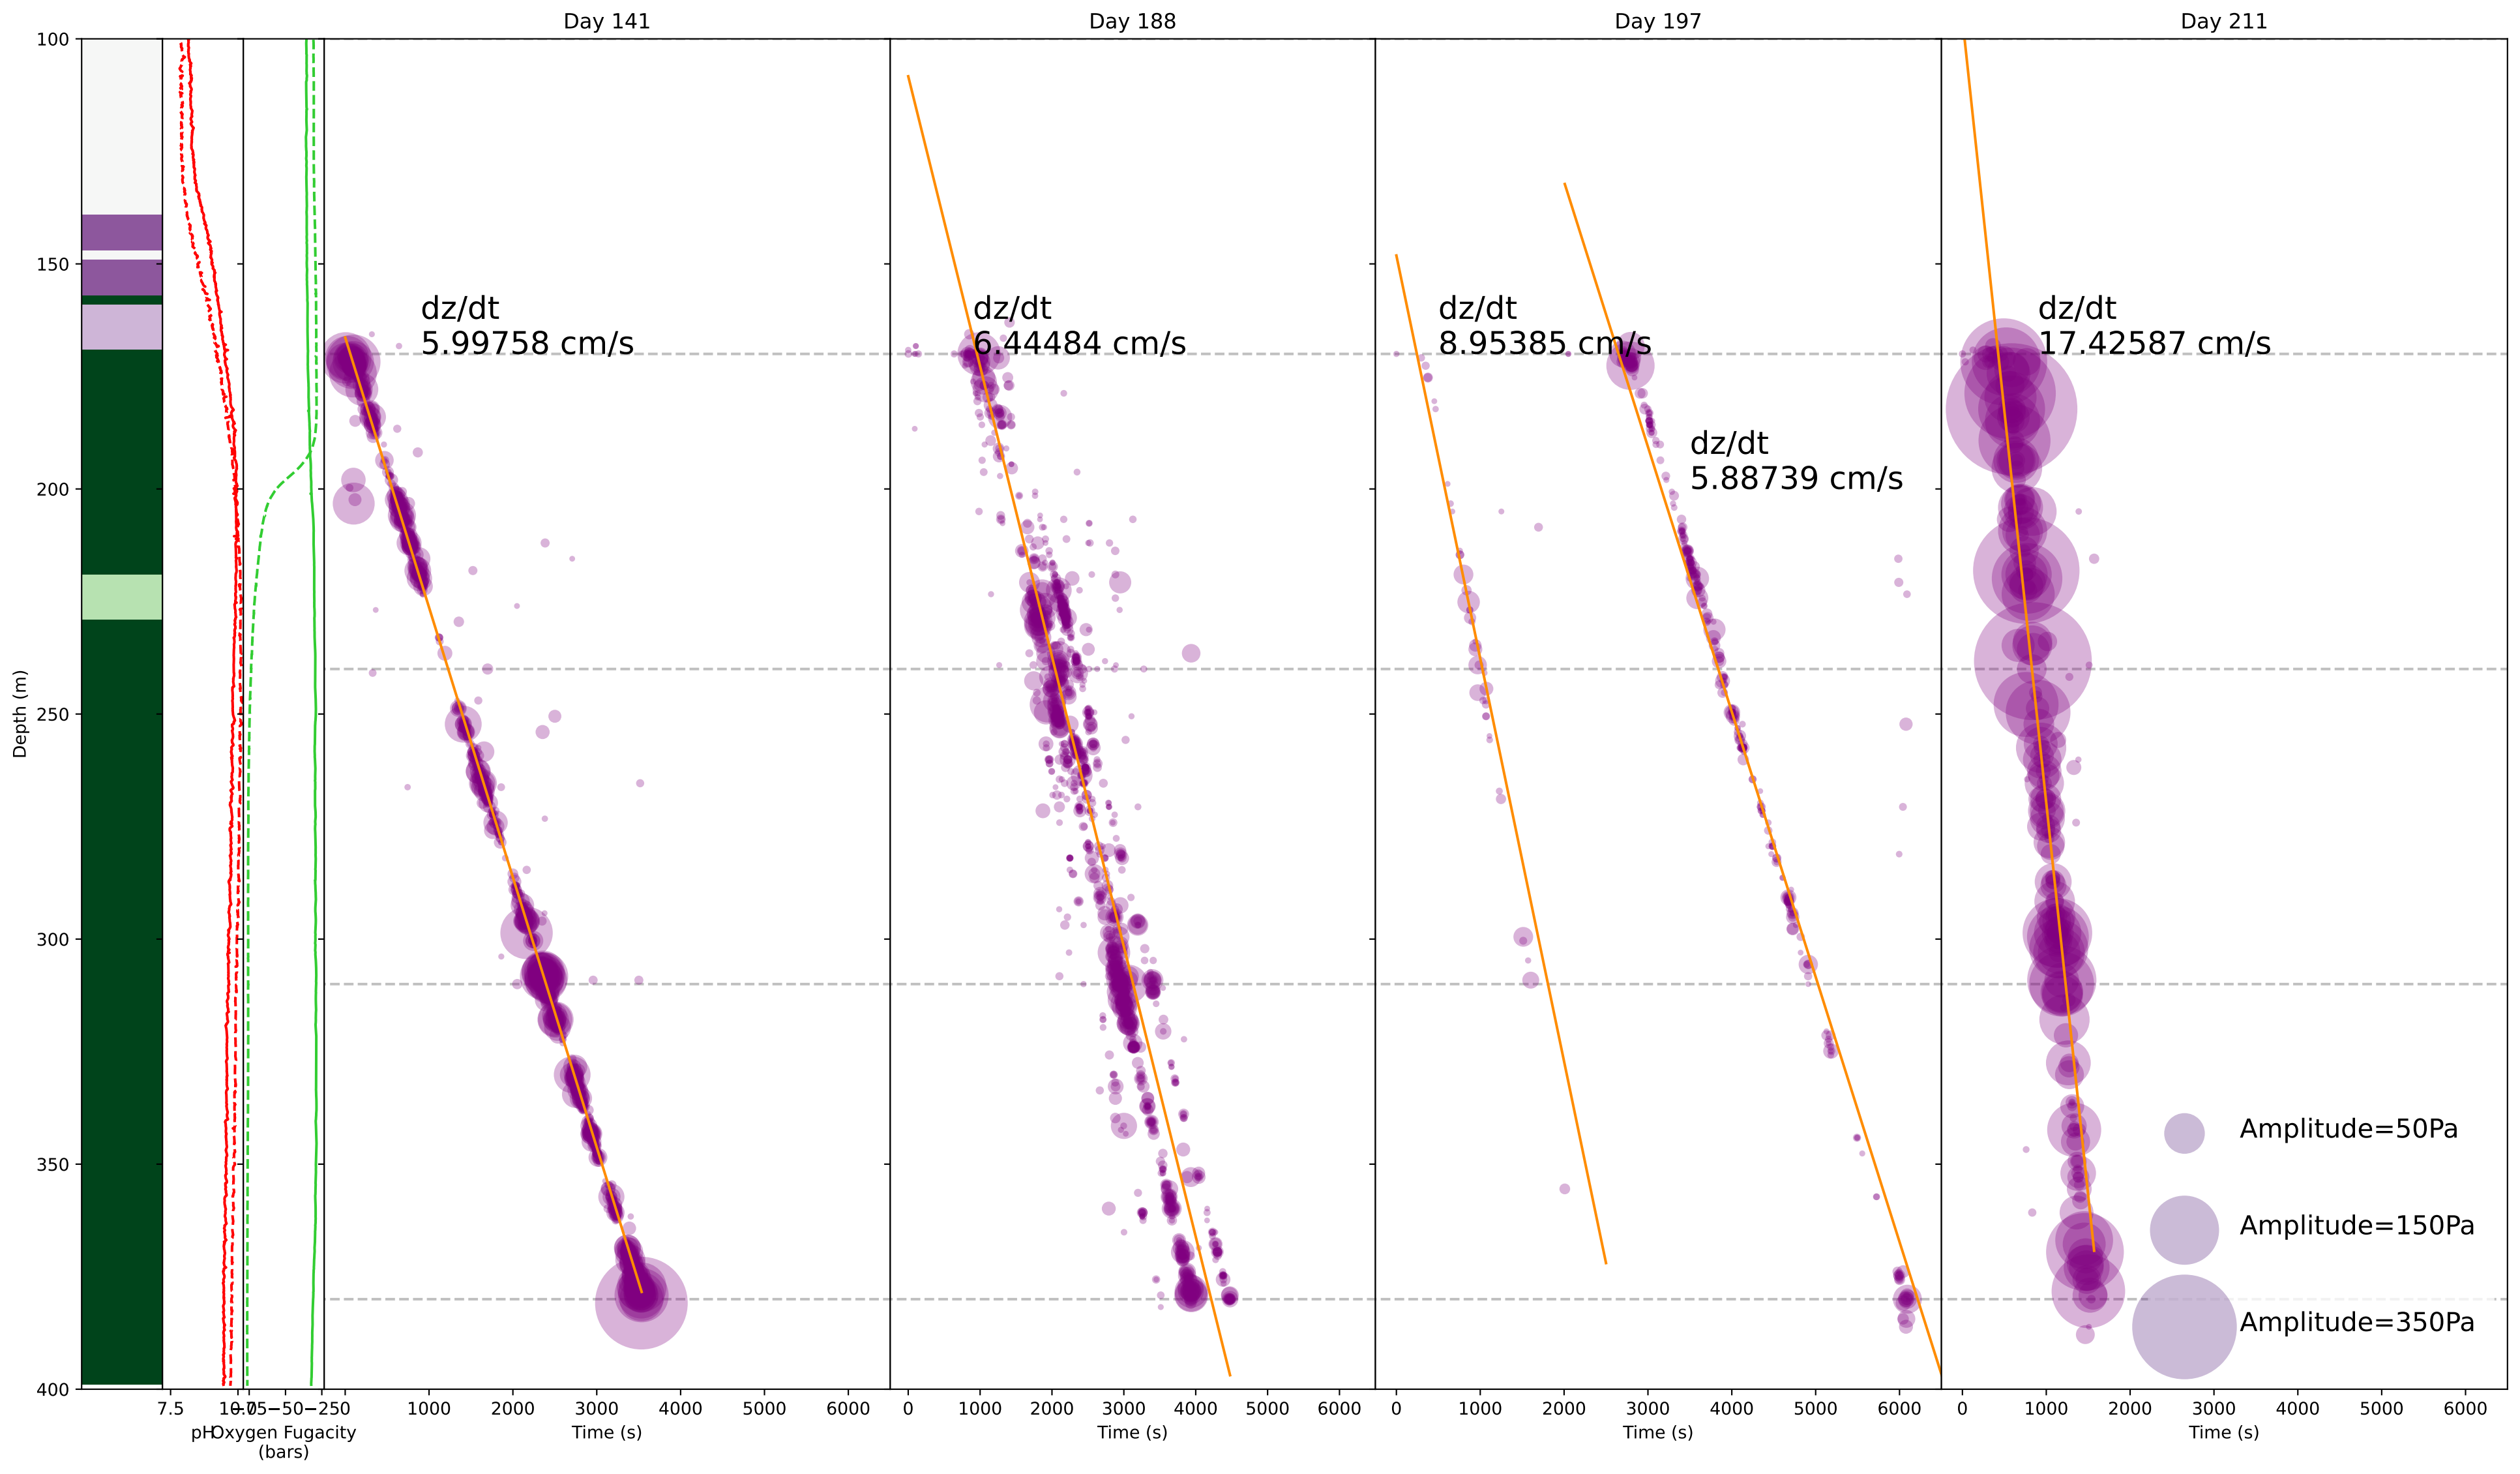 Day 141
Day 188
Day 197
Day 211
100
150
200
250
300
350
400
Depth (m)
dz/dt
5.99758 cm/s
dz/dt
6.44484 cm/s
dz/dt
8.95385 cm/s
dz/dt
5.88739 cm/s
dz/dt
17.42587 cm/s
Amplitude=50Pa
Amplitude=150Pa
Amplitude=350Pa
7.5
pH
−50
−25
0
Oxygen Fugacity
(bars)
1000 2000 3000 4000 5000 6000
Time (s)
0 1000 2000 3000 4000 5000 6000
Time (s)
0 1000 2000 3000 4000 5000 6000
Time (s)
0 1000 2000 3000 4000 5000 6000
Time (s)